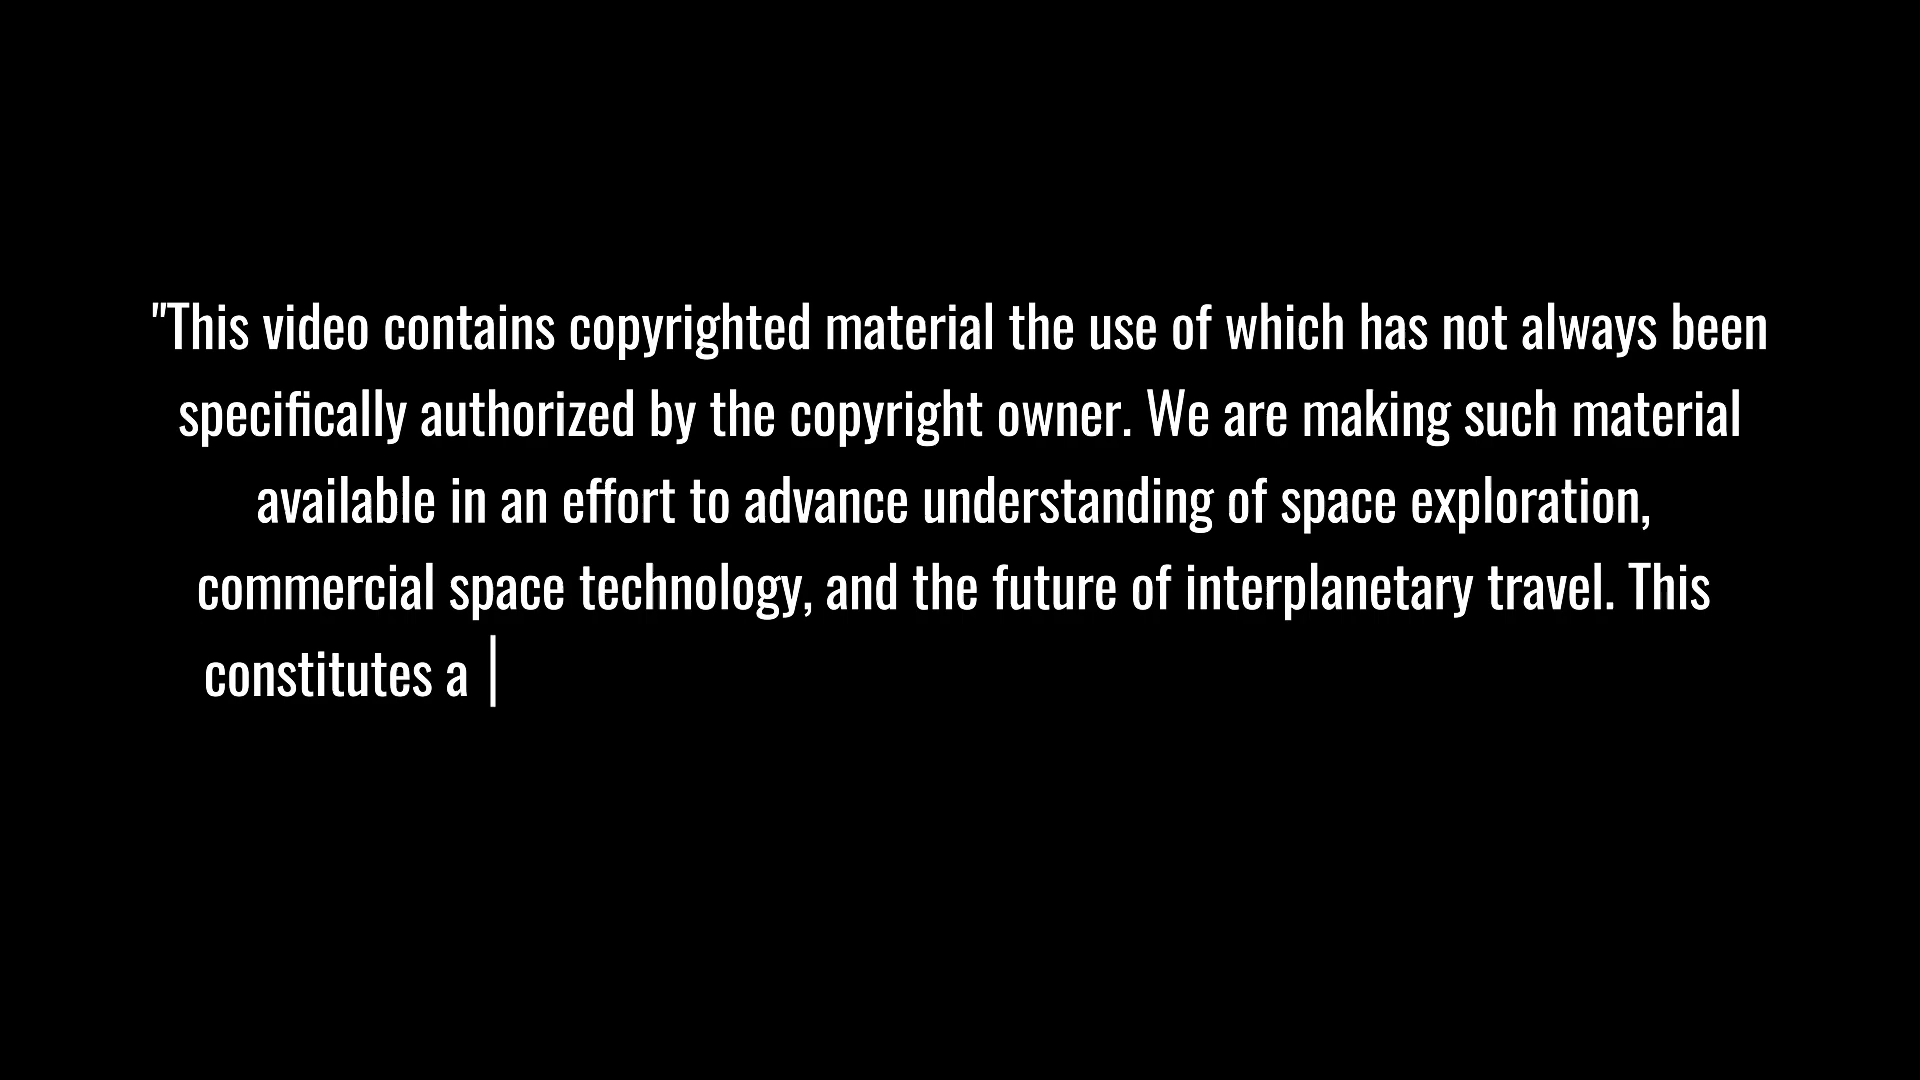 "This video contains copyrighted material the use of which has not always been
specifically authorized by the copyright owner. We are making such material
available in an effort to advance understanding of space exploration,
commercial space technology, and the future of interplanetary travel. This
constitutes a